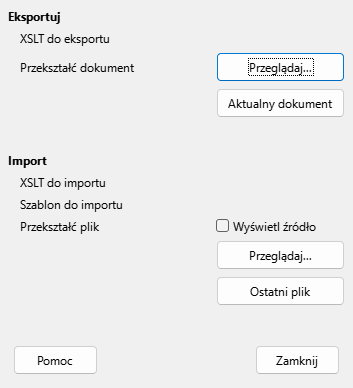 Eksportuj
XSLT do eksportu
Przekształć dokument
Przeglądaj...
Aktualny dokument
Import
XSLT do importu
Szablon do importu
Przekształć plik
Wyświetl źródło
Przeglądaj...
Ostatni plik
Pomoc
Zamknij